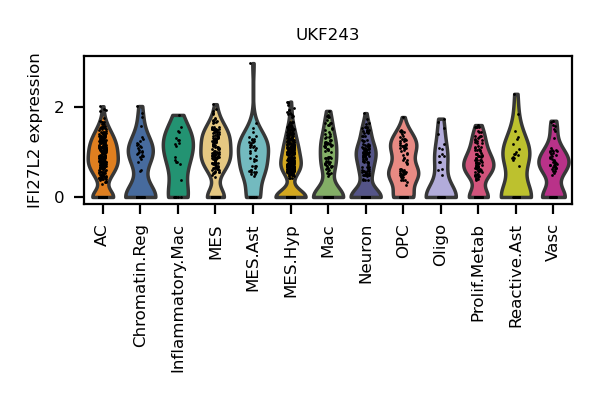 UKF243
IFI27L2 expression
2
0
AC
Chromatin.Reg
Inflammatory.Mac
MES
MES.Ast
MES.Hyp
Mac
Neuron
OPC
Oligo
Prolif.Metab
Reactive.Ast
Vasc